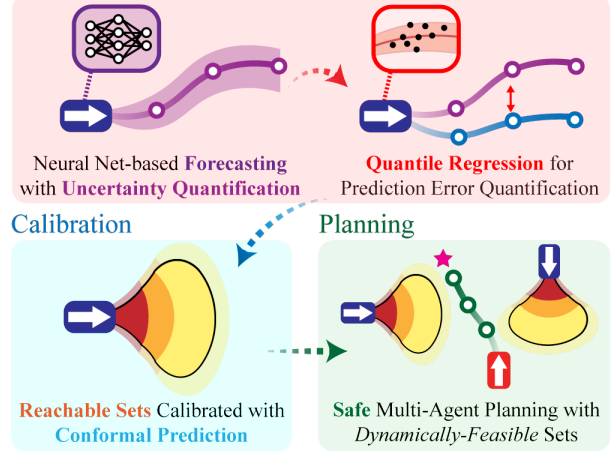 Neural Net-based Forecasting
with Uncertainty Quantification
Quantile Regression for
Prediction Error Quantification
Calibration
Reachable Sets Calibrated with
Conformal Prediction
Planning
Safe Multi-Agent Planning with
Dynamically-Feasible Sets